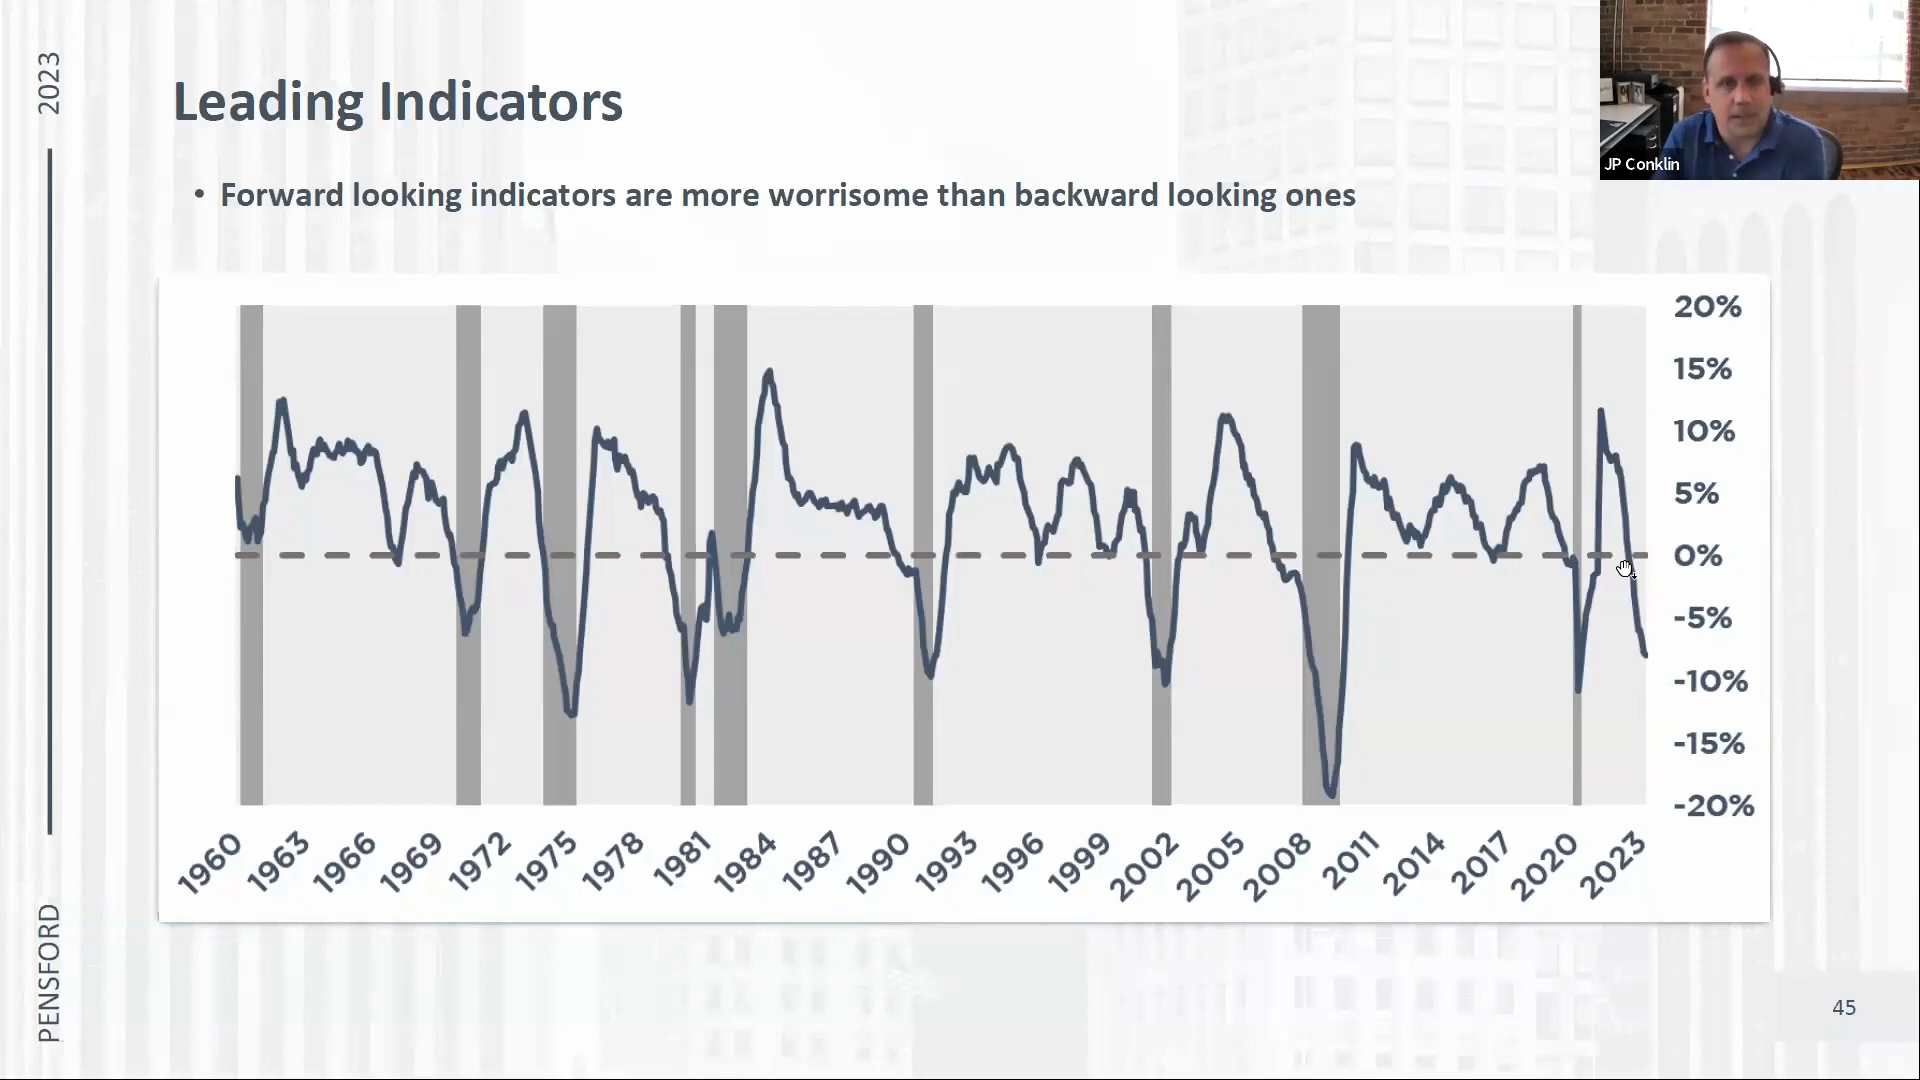 2023
PENSFORD
Leading Indicators
• Forward looking indicators are more worrisome than backward looking ones
JP Conklin
20%
15%
10%
5%
0%
-5%
-10%
-15%
-20%
1960 1963 1966 1969 1972 1975 1978 1981 1984 1987 1990 1993 1996 1999 2002 2005 2008 2011 2014 2017 2020 2023
45